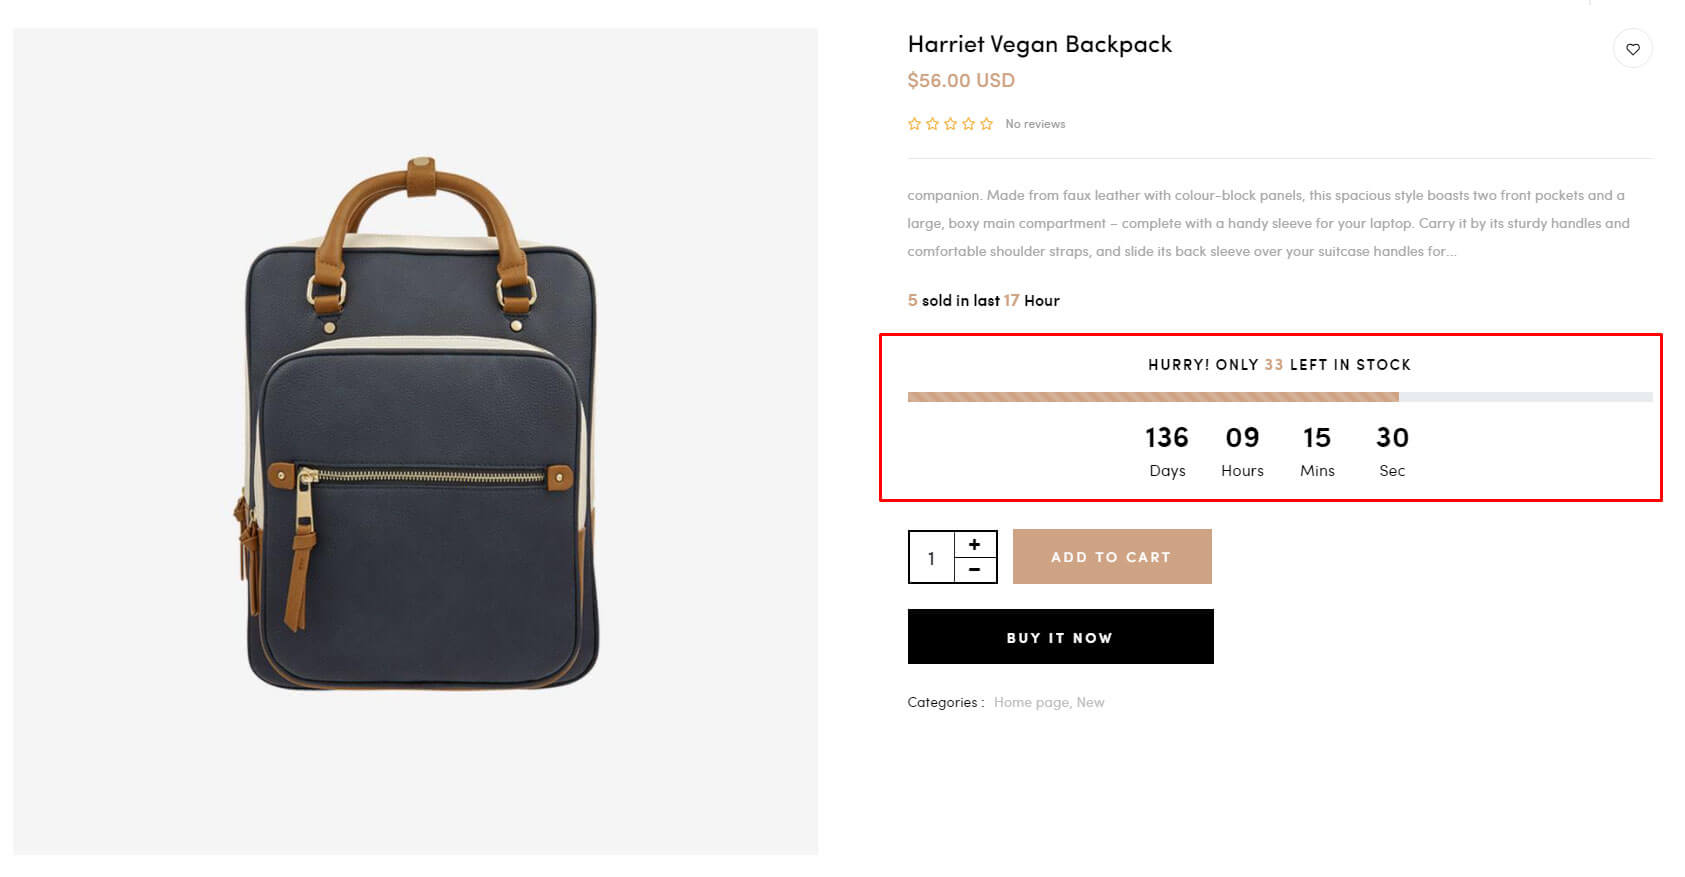 Harriet Vegan Backpack
$56.00 USD
No reviews
companion. Made from faux leather with colour-block panels, this spacious style boasts two front pockets and a
large, boxy main compartment – complete with a handy sleeve for your laptop. Carry it by its sturdy handles and
comfortable shoulder straps, and slide its back sleeve over your suitcase handles for...
5 sold in last 17 Hour
HURRY! ONLY 33 LEFT IN STOCK
136 09 15 30
Days Hours Mins Sec
1 + −
ADD TO CART
BUY IT NOW
Categories : Home page, New